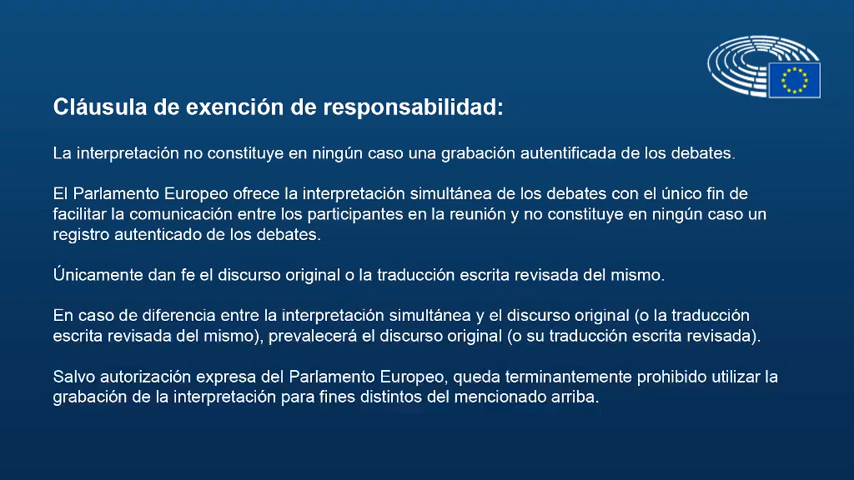 Cláusula de exención de responsabilidad:
La interpretación no constituye en ningún caso una grabación autentificada de los debates.
El Parlamento Europeo ofrece la interpretación simultánea de los debates con el único fin de
facilitar la comunicación entre los participantes en la reunión y no constituye en ningún caso un
registro autenticado de los debates.
Únicamente dan fe el discurso original o la traducción escrita revisada del mismo.
En caso de diferencia entre la interpretación simultánea y el discurso original (o la traducción
escrita revisada del mismo), prevalecerá el discurso original (o su traducción escrita revisada).
Salvo autorización expresa del Parlamento Europeo, queda terminantemente prohibido utilizar la
grabación de la interpretación para fines distintos del mencionado arriba.